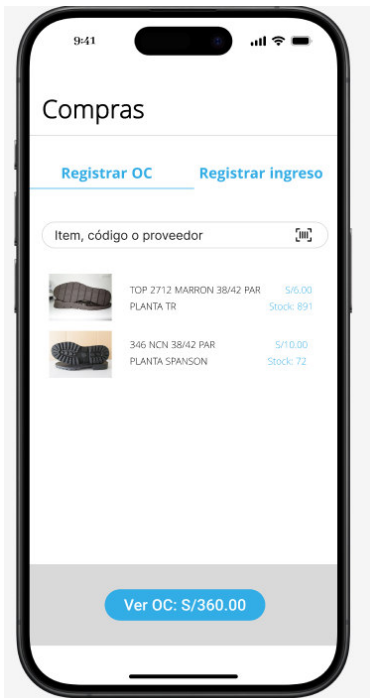 9:41
Compras
Registrar OC Registrar ingreso
Item, código o proveedor
TOP 2712 MARRON 38/42 PAR S/6.00
PLANTA TR Stock: 891
346 NCN 38/42 PAR S/10.00
PLANTA SPANSON Stock: 72
Ver OC: S/360.00